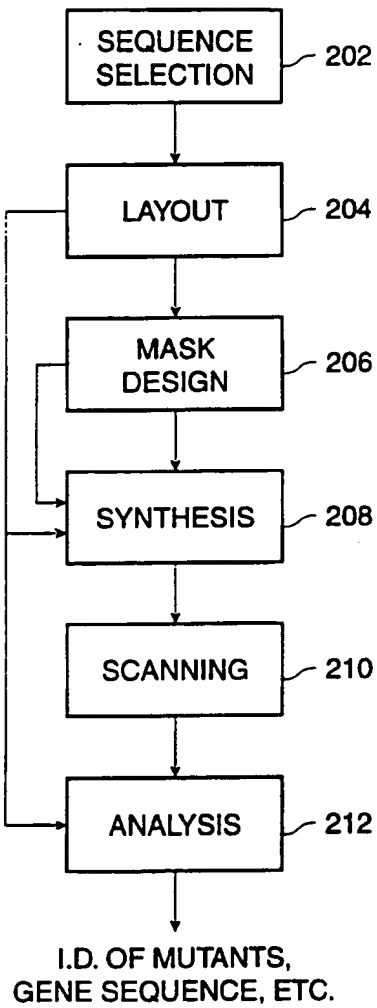 SEQUENCE
SELECTION
202
LAYOUT
204
MASK
DESIGN
206
SYNTHESIS
208
SCANNING
210
ANALYSIS
212
I.D. OF MUTANTS,
GENE SEQUENCE, ETC.